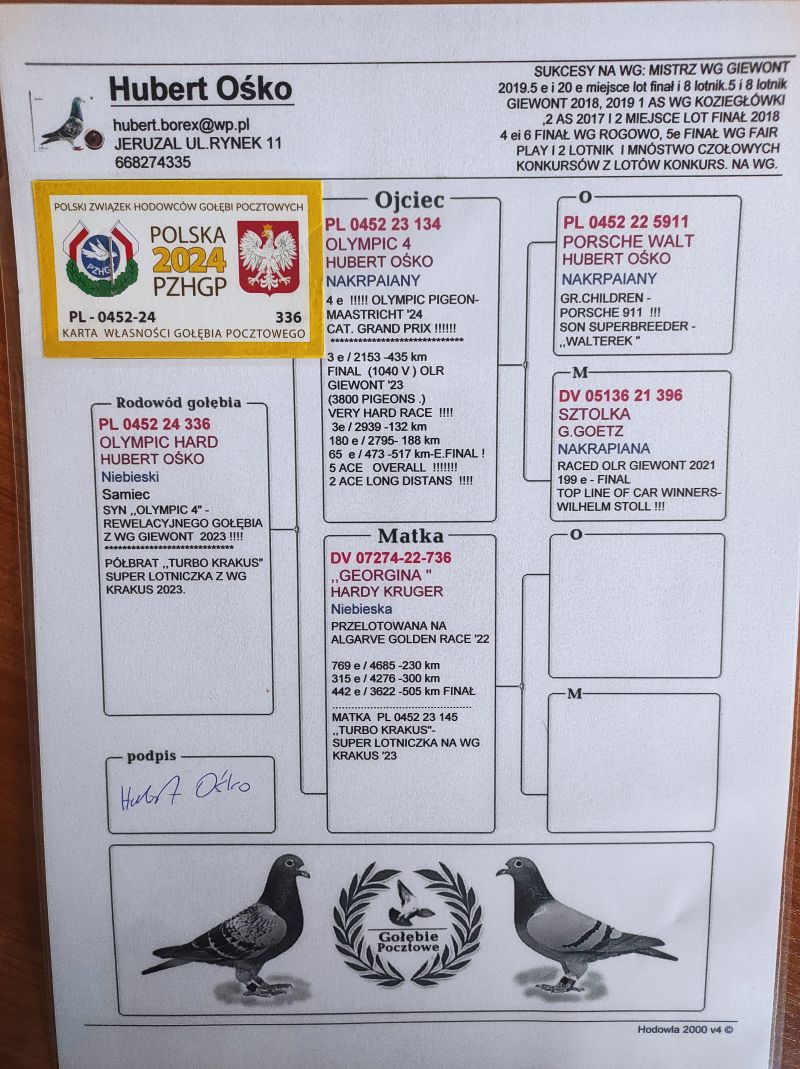 Hubert Ośko
hubert.borex@wp.pl
JERUZAL UL.RYNEK 11
668274335
SUKCESY NA WG: MISTRZ WG GIEWONT
2019.5 e i 20 e miejsce lot finał i 8 lotnik.5 i 8 lotnik
GIEWONT 2018, 2019 1 AS WG KOZIEGŁÓWKI
,2 AS 2017 I 2 MIEJSCE LOT FINAŁ 2018
4 ei 6 FINAŁ WG ROGOWO, 5e FINAŁ WG FAIR
PLAY I 2 LOTNIK I MNÓSTWO CZOŁOWYCH
KONKURSÓW Z LOTÓW KONKURS. NA WG.
POLSKI ZWIĄZEK HODOWCÓW GOŁĘBI POCZTOWYCH
PZHGP
POLSKA
2024
PZHGP
PL - 0452-24 336
KARTA WŁASNOŚCI GOŁĘBIA POCZTOWEGO
Rodowód gołębia
PL 0452 24 336
OLYMPIC HARD
HUBERT OŚKO
Niebieski
Samiec
SYN ,,OLYMPIC 4" -
REWELACYJNEGO GOŁĘBIA
Z WG GIEWONT 2023 !!!!
*****************************
PÓŁBRAT ,,TURBO KRAKUS"
SUPER LOTNICZKA Z WG
KRAKUS 2023.
podpis
Hubert Ośko
Ojciec
PL 0452 23 134
OLYMPIC 4
HUBERT OŚKO
NAKRPAIANY
4 e !!!!! OLYMPIC PIGEON-
MAASTRICHT '24
CAT. GRAND PRIX !!!!!!
*****************************
3 e / 2153 -435 km
FINAL (1040 V ) OLR
GIEWONT '23
(3800 PIGEONS .)
VERY HARD RACE !!!!
3e / 2939 -132 km
180 e / 2795- 188 km
65 e / 473 -517 km-E.FINAL !
5 ACE OVERALL !!!!!!!
2 ACE LONG DISTANS !!!!
Matka
DV 07274-22-736
,,GEORGINA "
HARDY KRUGER
Niebieska
PRZELOTOWANA NA
ALGARVE GOLDEN RACE '22
769 e / 4685 -230 km
315 e / 4276 -300 km
442 e / 3622 -505 km FINAŁ
..............................................
MATKA PL 0452 23 145
,,TURBO KRAKUS"-
SUPER LOTNICZKA NA WG
KRAKUS '23
O
PL 0452 22 5911
PORSCHE WALT
HUBERT OŚKO
NAKRPAIANY
GR.CHILDREN -
PORSCHE 911 !!!
SON SUPERBREEDER -
,,WALTEREK "
M
DV 05136 21 396
SZTOLKA
G.GOETZ
NAKRAPIANA
RACED OLR GIEWONT 2021
199 e - FINAL
TOP LINE OF CAR WINNERS-
WILHELM STOLL !!!
O
M
Gołębie
Pocztowe
Hodowla 2000 v4 ©